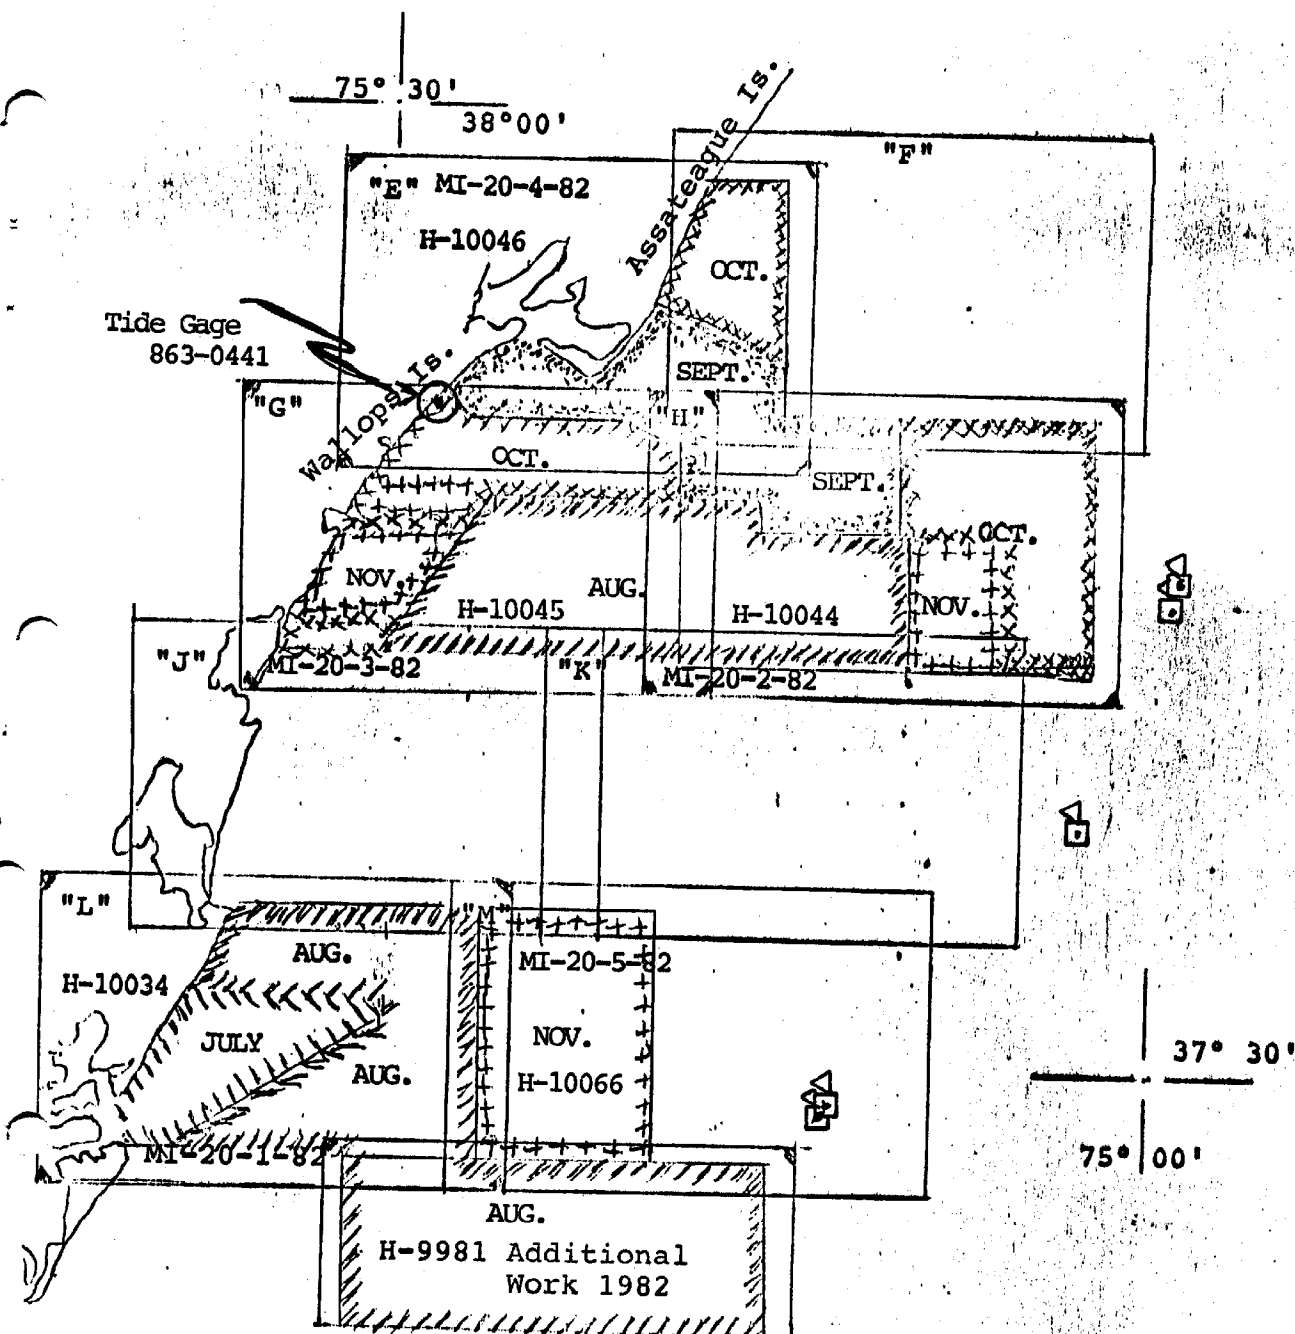 75° 30'
38°00'
Assateague Is.
"F"
"E" MI-20-4-82
H-10046
OCT.
Tide Gage
863-0441
Wallops Is.
SEPT.
"G"
"H"
OCT.
SEPT.
OCT.
NOV.
AUG.
H-10045
H-10044
NOV.
"J"
MI-20-3-82
"K"
MI-20-2-82
"L"
"M"
AUG.
MI-20-5-82
H-10034
JULY
NOV.
AUG.
H-10066
37° 30'
MI-20-1-82
75° 00'
AUG.
H-9981 Additional
Work 1982